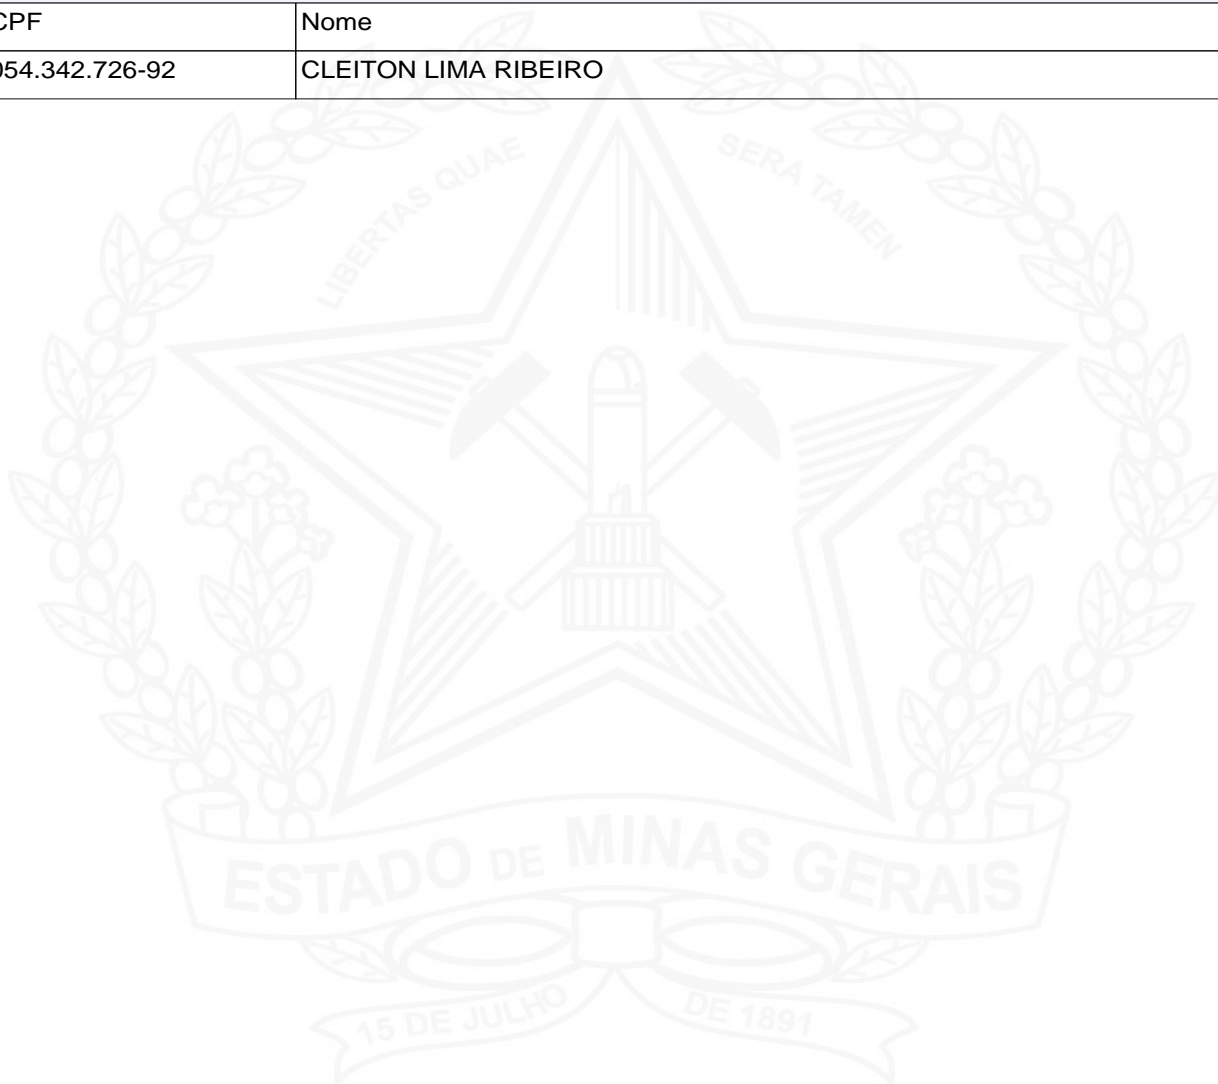 CPF Nome
054.342.726-92 CLEITON LIMA RIBEIRO
LIBERTAS QUAE SERA TAMEN
ESTADO DE MINAS GERAIS
15 DE JULHO DE 1891